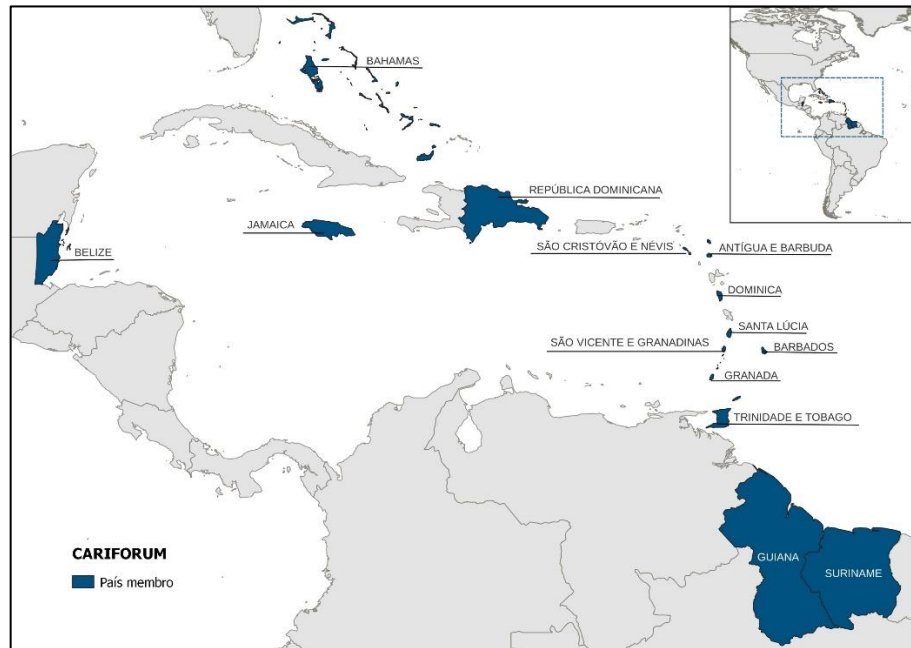 BAHAMAS
REPÚBLICA DOMINICANA
JAMAICA
BELIZE
SÃO CRISTÓVÃO E NÉVIS
ANTÍGUA E BARBUDA
DOMINICA
SANTA LÚCIA
SÃO VICENTE E GRANADINAS
BARBADOS
GRANADA
TRINIDADE E TOBAGO
GUIANA
SURINAME
CARIFORUM
País membro